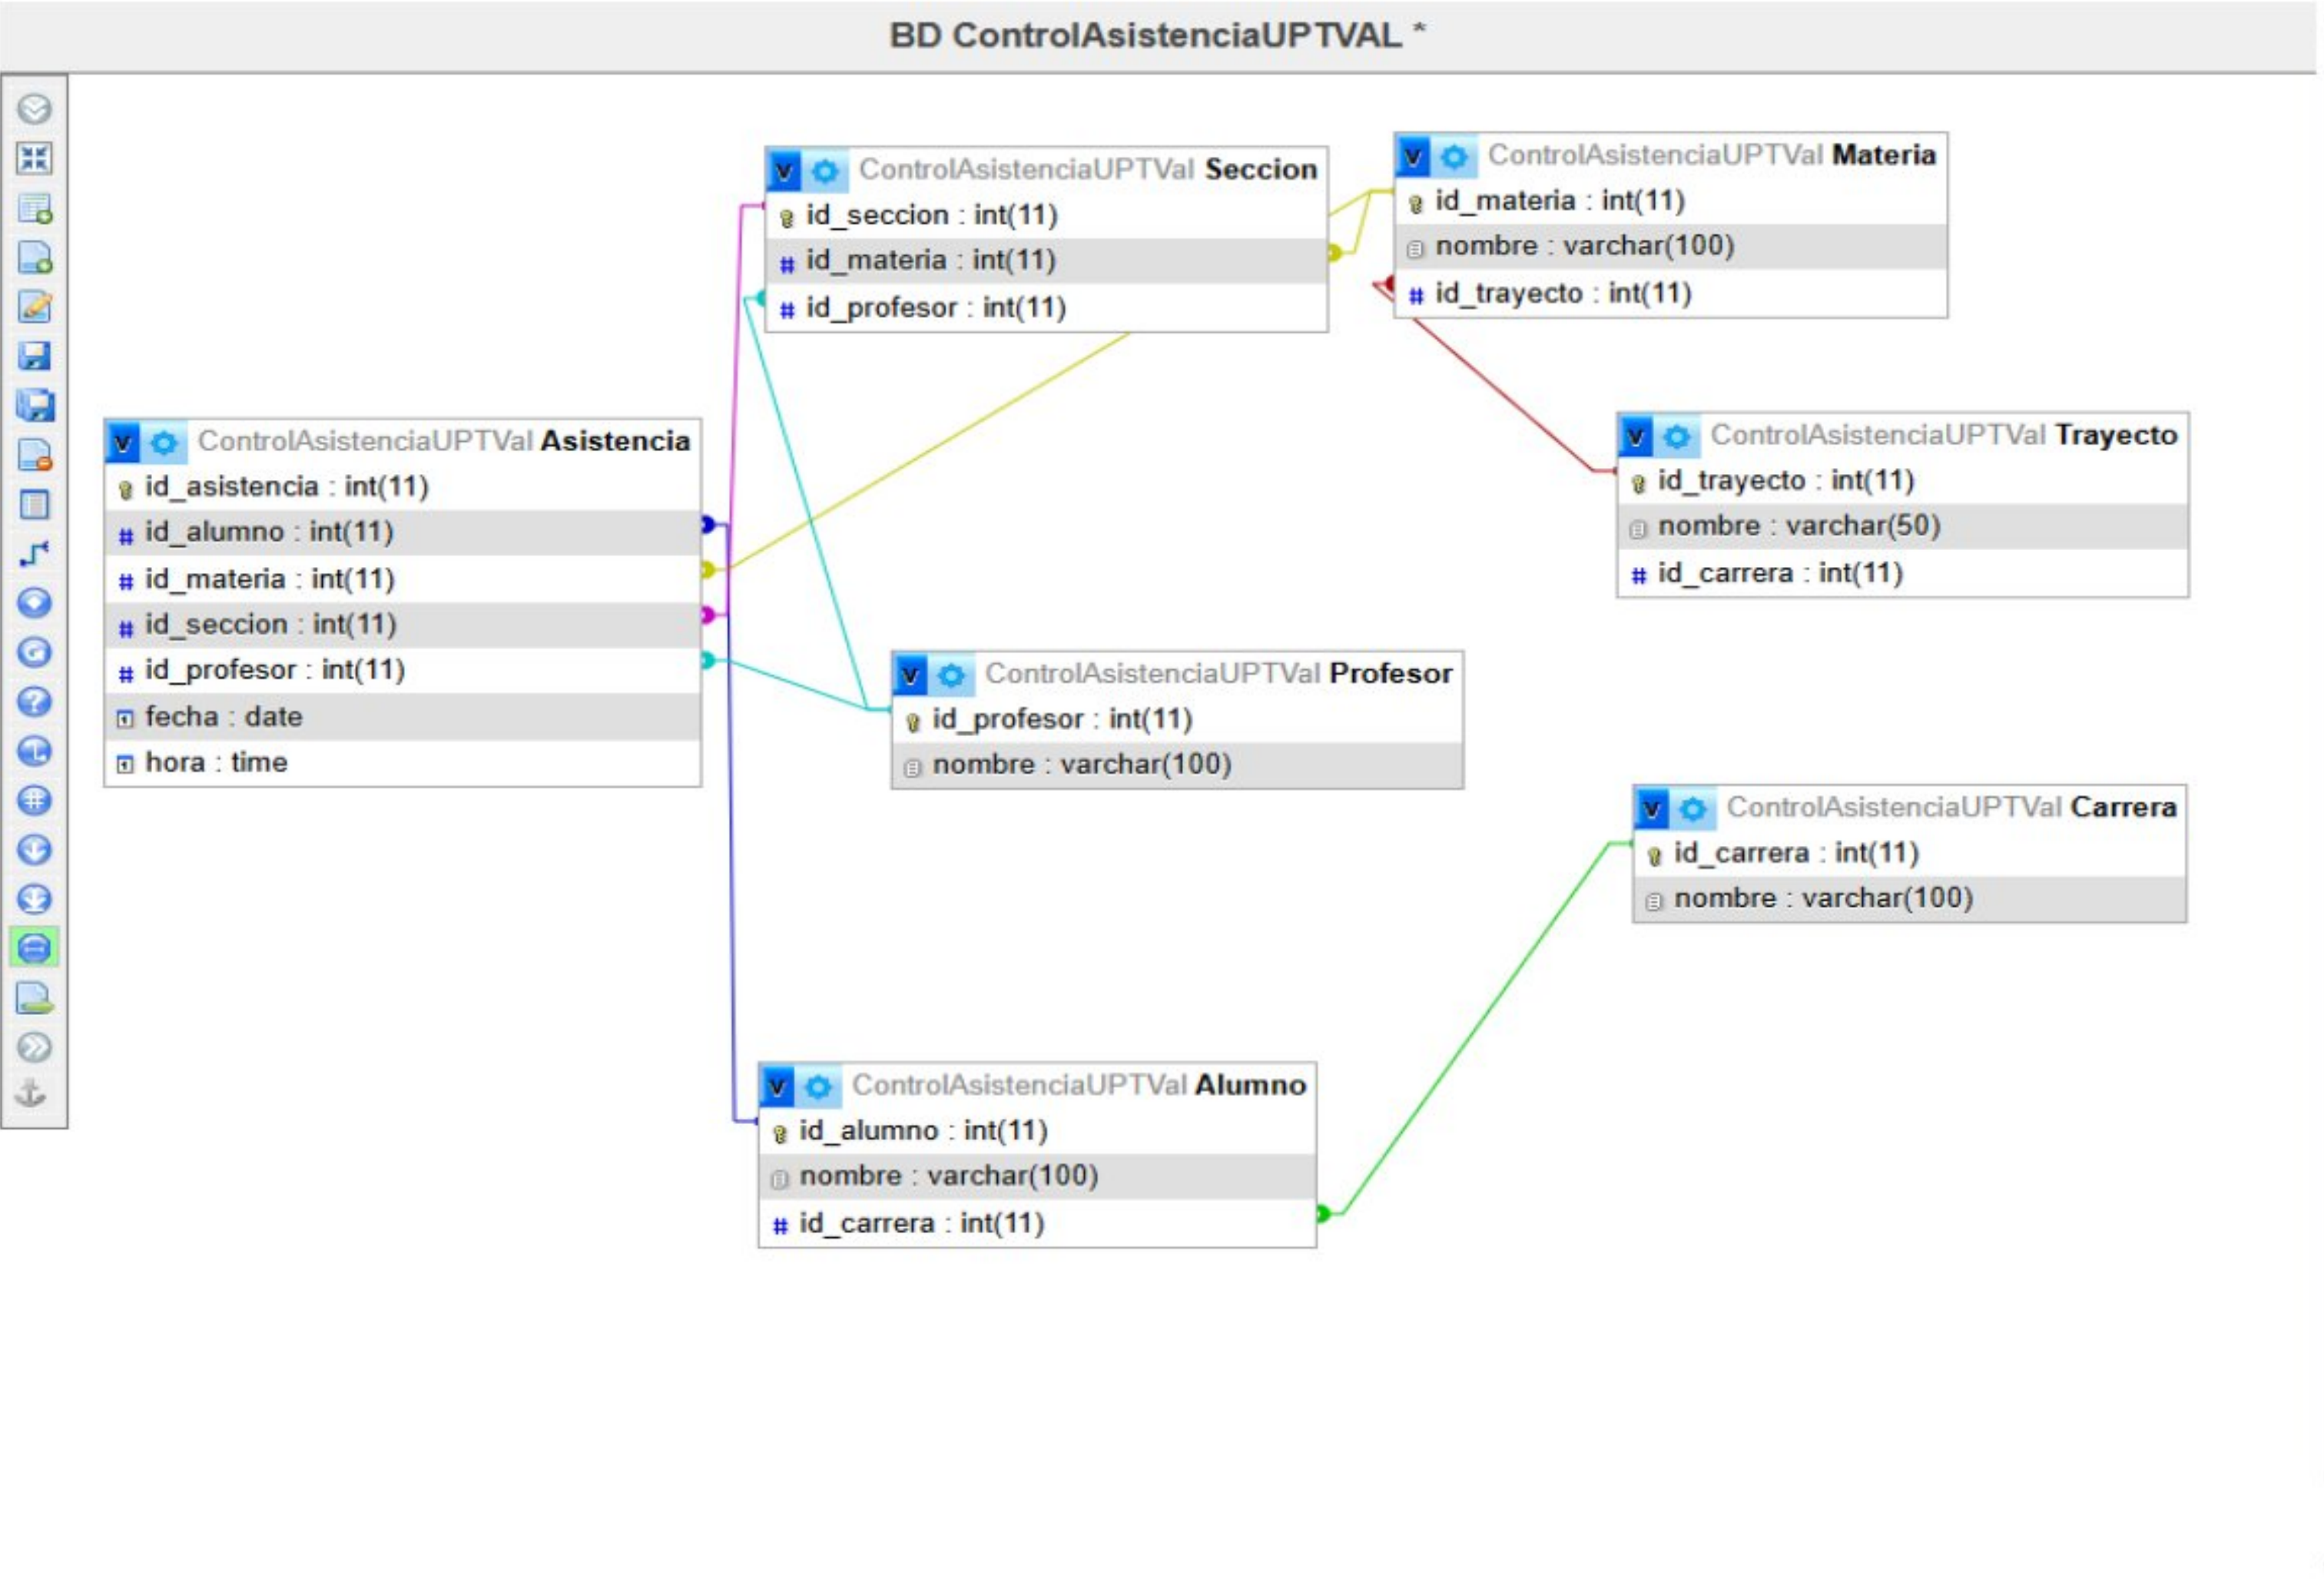 BD ControlAsistenciaUPTVAL *
ControlAsistenciaUPTVal Seccion
id_seccion : int(11)
id_materia : int(11)
id_profesor : int(11)
ControlAsistenciaUPTVal Materia
id_materia : int(11)
nombre : varchar(100)
id_trayecto : int(11)
ControlAsistenciaUPTVal Asistencia
id_asistencia : int(11)
id_alumno : int(11)
id_materia : int(11)
id_seccion : int(11)
id_profesor : int(11)
fecha : date
hora : time
ControlAsistenciaUPTVal Trayecto
id_trayecto : int(11)
nombre : varchar(50)
id_carrera : int(11)
ControlAsistenciaUPTVal Profesor
id_profesor : int(11)
nombre : varchar(100)
ControlAsistenciaUPTVal Carrera
id_carrera : int(11)
nombre : varchar(100)
ControlAsistenciaUPTVal Alumno
id_alumno : int(11)
nombre : varchar(100)
id_carrera : int(11)